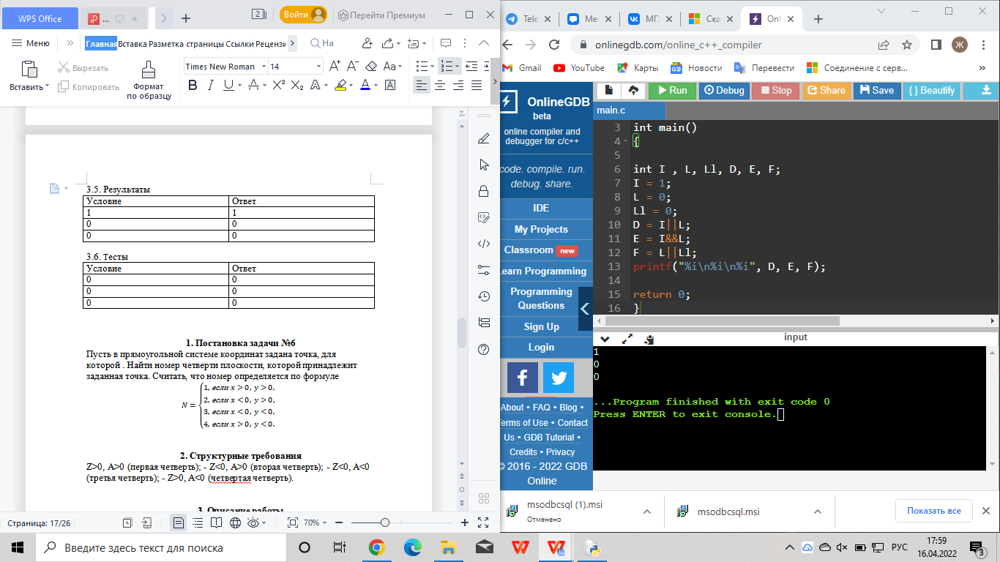 WPS Office
...
2
Войти
Перейти Премиум
Меню
Главная Вставка Разметка страницы Ссылки Рецензи
На
Вставить
Вырезать
Копировать
Формат по образцу
Times New Roman
14
3.5. Результаты
Условие Ответ
1 1
0 0
0 0
3.6. Тесты
Условие Ответ
0 0
0 0
0 0
1. Постановка задачи №6
Пусть в прямоугольной системе координат задана точка, для
которой . Найти номер четверти плоскости, которой принадлежит
заданная точка. Считать, что номер определяется по формуле
N = {
1, если x > 0, y > 0,
2, если x < 0, y > 0,
3, если x < 0, y < 0,
4, если x > 0, y < 0.
2. Структурные требования
Z>0, A>0 (первая четверть); - Z<0, A>0 (вторая четверть); - Z<0, A<0
(третья четверть); - Z>0, A<0 (четвертая четверть).
3. Описание работы
Страница: 17/26
70%
Tele
Мес
МГУ
Ска
Onl
onlinegdb.com/online_c++_compiler
Ж
Gmail
YouTube
Карты
Новости
Перевести
Соединение с серв...
OnlineGDB
beta
online compiler and
debugger for c/c++
code. compile. run.
debug. share.
IDE
My Projects
Classroom new
Learn Programming
Programming
Questions
Sign Up
Login
About • FAQ • Blog •
Terms of Use • Contact
Us • GDB Tutorial •
Credits • Privacy
© 2016 - 2022 GDB
Online
Run
Debug
Stop
Share
Save
{ } Beautify
main.c
3 int main()
4 {
5
6 int I , L, Ll, D, E, F;
7 I = 1;
8 L = 0;
9 Ll = 0;
10 D = I||L;
11 E = I&&L;
12 F = L||Ll;
13 printf("%i\n%i\n%i", D, E, F);
14
15 return 0;
16 }
input
1
0
0
...Program finished with exit code 0
Press ENTER to exit console.
msodbcsql (1).msi
Отменено
msodbcsql.msi
Показать все
Введите здесь текст для поиска
РУС
17:59
16.04.2022
3